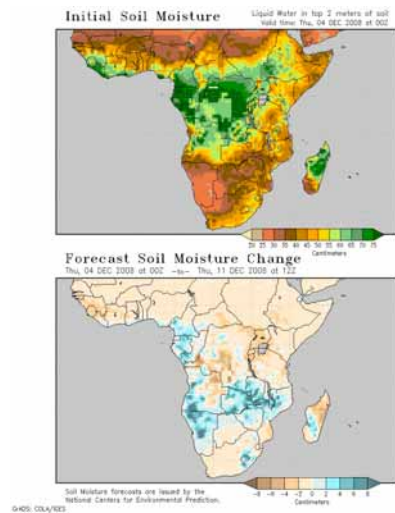 Initial Soil Moisture
Liquid Water in top 2 meters of soil
Valid time: Thu, 04 DEC 2008 at 00Z
20 25 30 35 40 45 50 55 60 65 70 75
Centimeters
Forecast Soil Moisture Change
Thu, 04 DEC 2008 at 00Z -to- Thu, 11 DEC 2008 at 12Z
-8 -6 -4 -2 0 2 4 6 8
Centimeters
Soil Moisture forecasts are issued by the
National Centers for Environmental Prediction.
GrADS: COLA/IGES